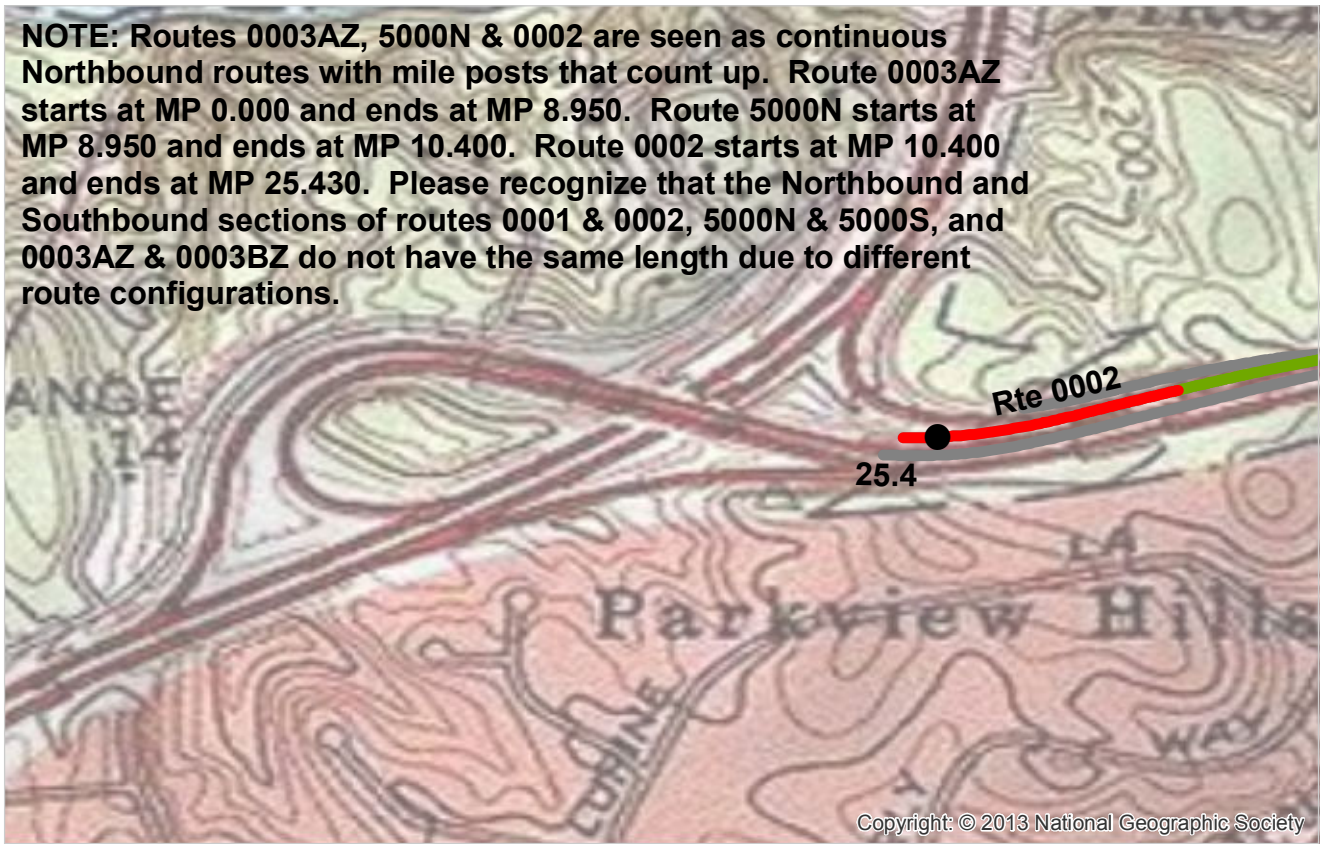 NOTE: Routes 0003AZ, 5000N & 0002 are seen as continuous
Northbound routes with mile posts that count up. Route 0003AZ
starts at MP 0.000 and ends at MP 8.950. Route 5000N starts at
MP 8.950 and ends at MP 10.400. Route 0002 starts at MP 10.400
and ends at MP 25.430. Please recognize that the Northbound and
Southbound sections of routes 0001 & 0002, 5000N & 5000S, and
0003AZ & 0003BZ do not have the same length due to different
route configurations.
1200
ANGE
14
Rte 0002
25.4
LA
Parkview Hills
WAY
Copyright: © 2013 National Geographic Society